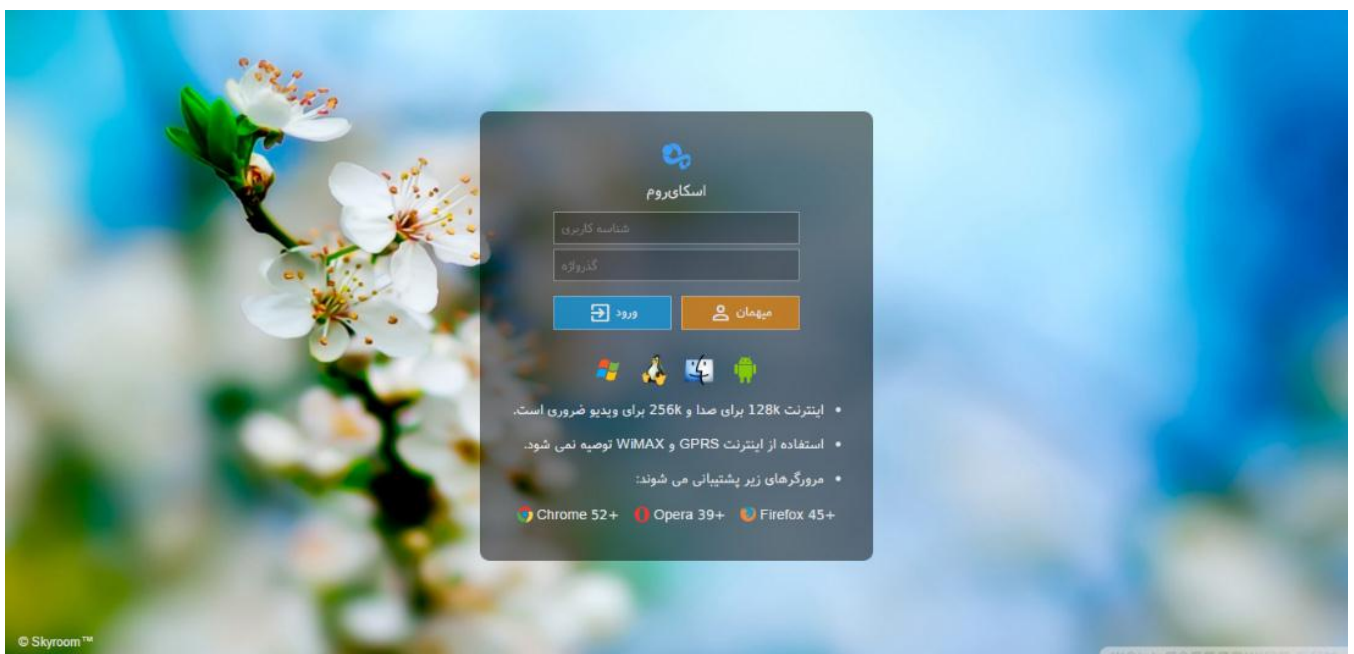 اسکای‌روم
شناسه کاربری
گذرواژه
میهمان
ورود
اینترنت 128k برای صدا و 256k برای ویدیو ضروری است.
استفاده از اینترنت GPRS و WiMAX توصیه نمی شود.
مرورگرهای زیر پشتیبانی می شوند:
Chrome 52+ Opera 39+ Firefox 45+
© Skyroom™